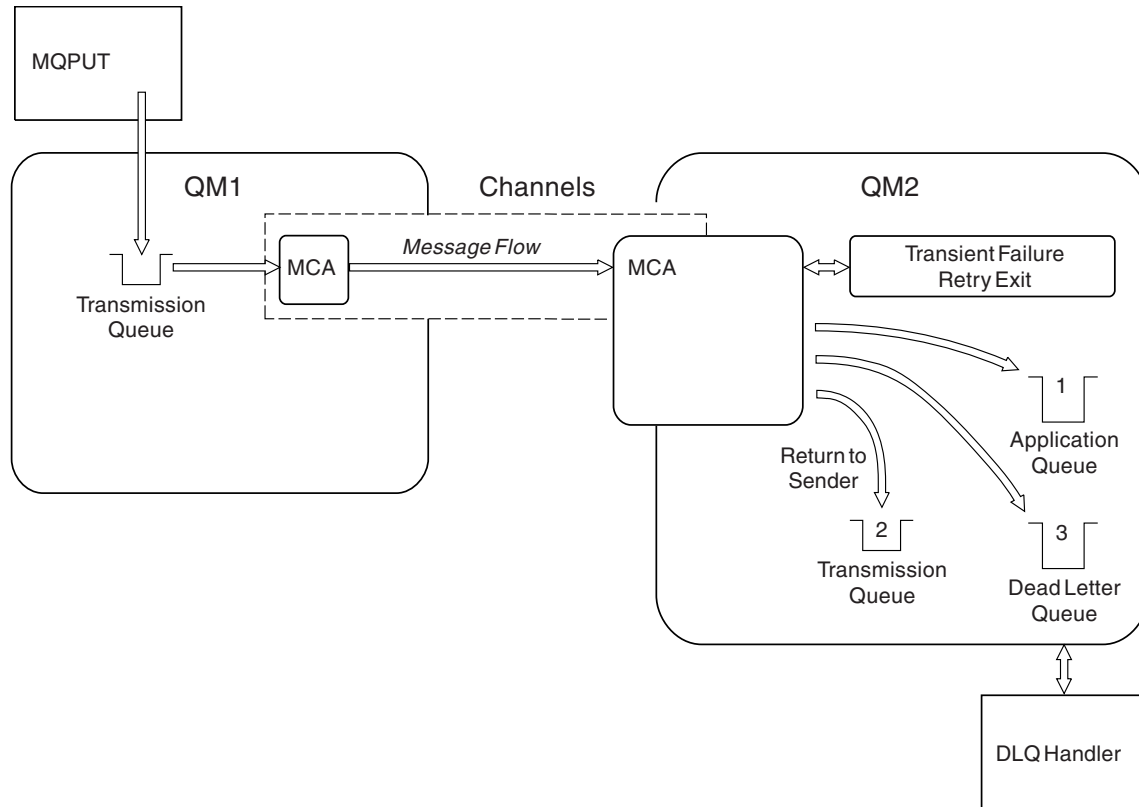 MQPUT
QM1
Channels
QM2
Message Flow
MCA
MCA
Transient Failure
Retry Exit
Transmission
Queue
1
Application
Queue
Return to
Sender
2
Transmission
Queue
3
Dead Letter
Queue
DLQ Handler